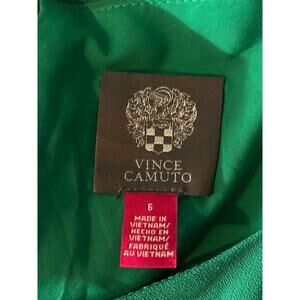 VINCE
CAMUTO
6
MADE IN
VIETNAM/
HECHO EN
VIETNAM/
FABRIQUÉ
AU VIETNAM